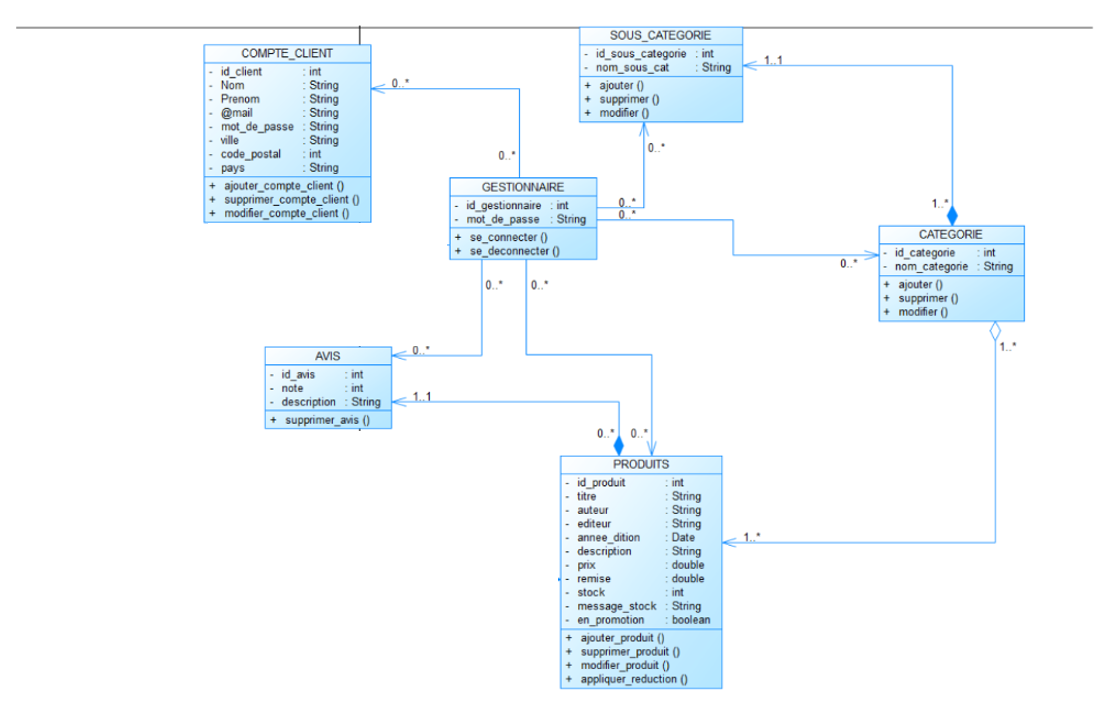 COMPTE_CLIENT
- id_client : int
- Nom : String
- Prenom : String
- @mail : String
- mot_de_passe : String
- ville : String
- code_postal : int
- pays : String
+ ajouter_compte_client ()
+ supprimer_compte_client ()
+ modifier_compte_client ()
0..*
0..*
SOUS_CATEGORIE
- id_sous_categorie : int
- nom_sous_cat : String
+ ajouter ()
+ supprimer ()
+ modifier ()
1..1
0..*
1..*
GESTIONNAIRE
- id_gestionnaire : int
- mot_de_passe : String
+ se_connecter ()
+ se_deconnecter ()
0..*
0..*
0..*
0..*
0..*
CATEGORIE
- id_categorie : int
- nom_categorie : String
+ ajouter ()
+ supprimer ()
+ modifier ()
1..*
AVIS
- id_avis : int
- note : int
- description : String
+ supprimer_avis ()
0..*
1..1
0..*
0..*
PRODUITS
- id_produit : int
- titre : String
- auteur : String
- editeur : String
- annee_dition : Date
- description : String
- prix : double
- remise : double
- stock : int
- message_stock : String
- en_promotion : boolean
+ ajouter_produit ()
+ supprimer_produit ()
+ modifier_produit ()
+ appliquer_reduction ()
1..*